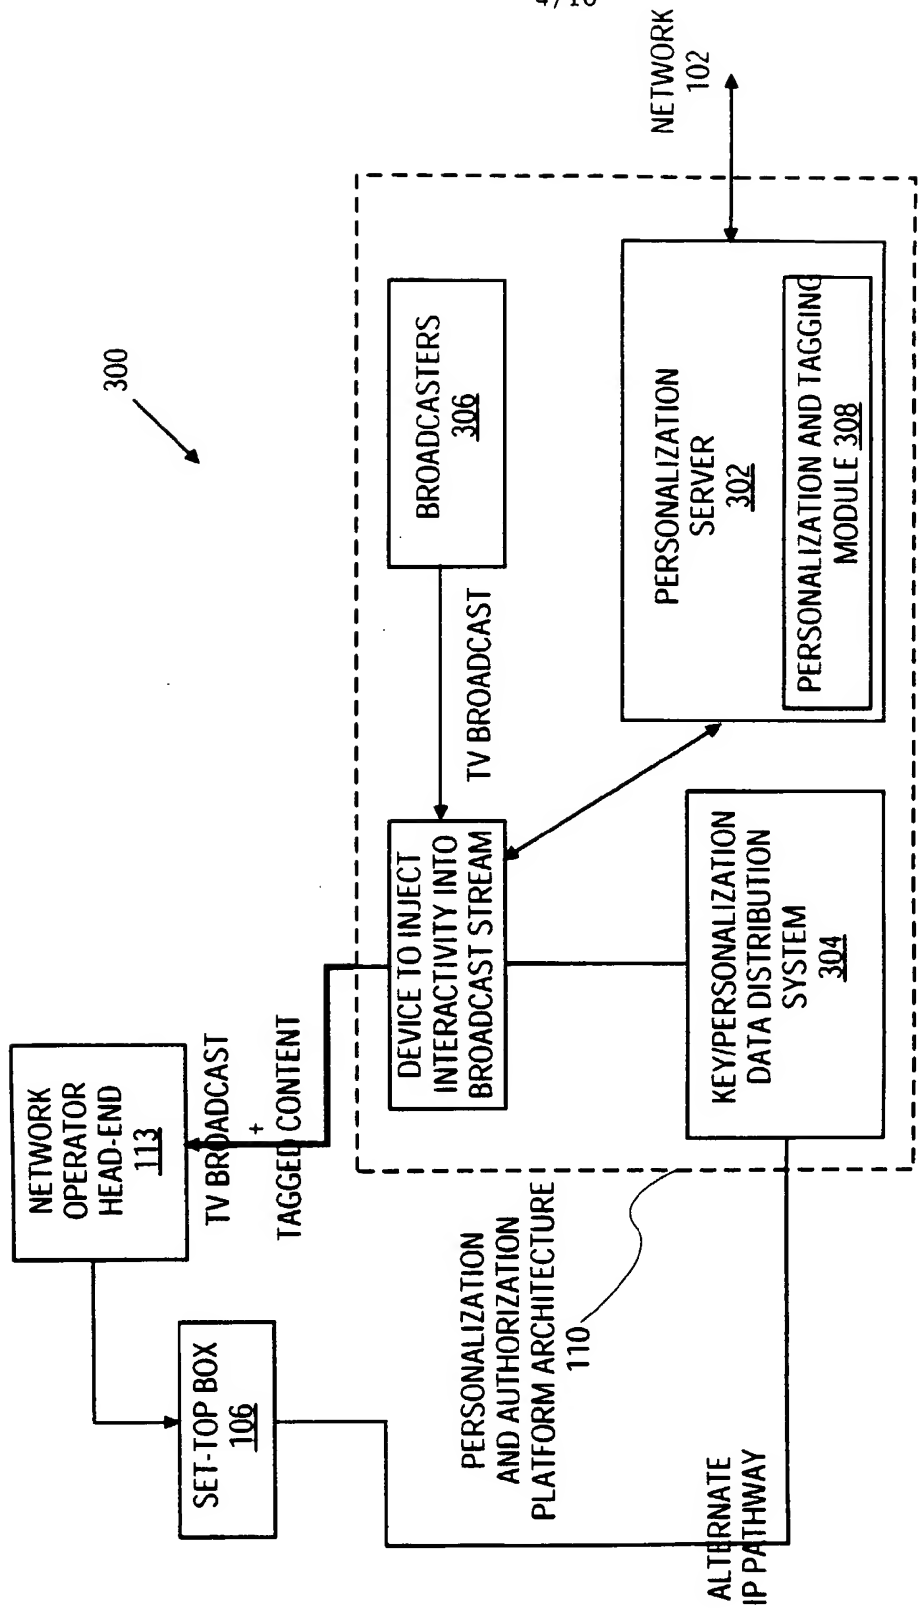 4/16
300
NETWORK
102
NETWORK
OPERATOR
HEAD-END
113
SET-TOP BOX
106
TV BROADCAST
+
TAGGED CONTENT
DEVICE TO INJECT
INTERACTIVITY INTO
BROADCAST STREAM
TV BROADCAST
BROADCASTERS
306
PERSONALIZATION
SERVER
302
PERSONALIZATION AND TAGGING
MODULE 308
KEY/PERSONALIZATION
DATA DISTRIBUTION
SYSTEM
304
PERSONALIZATION
AND AUTHORIZATION
PLATFORM ARCHITECTURE
110
ALTERNATE
IP PATHWAY